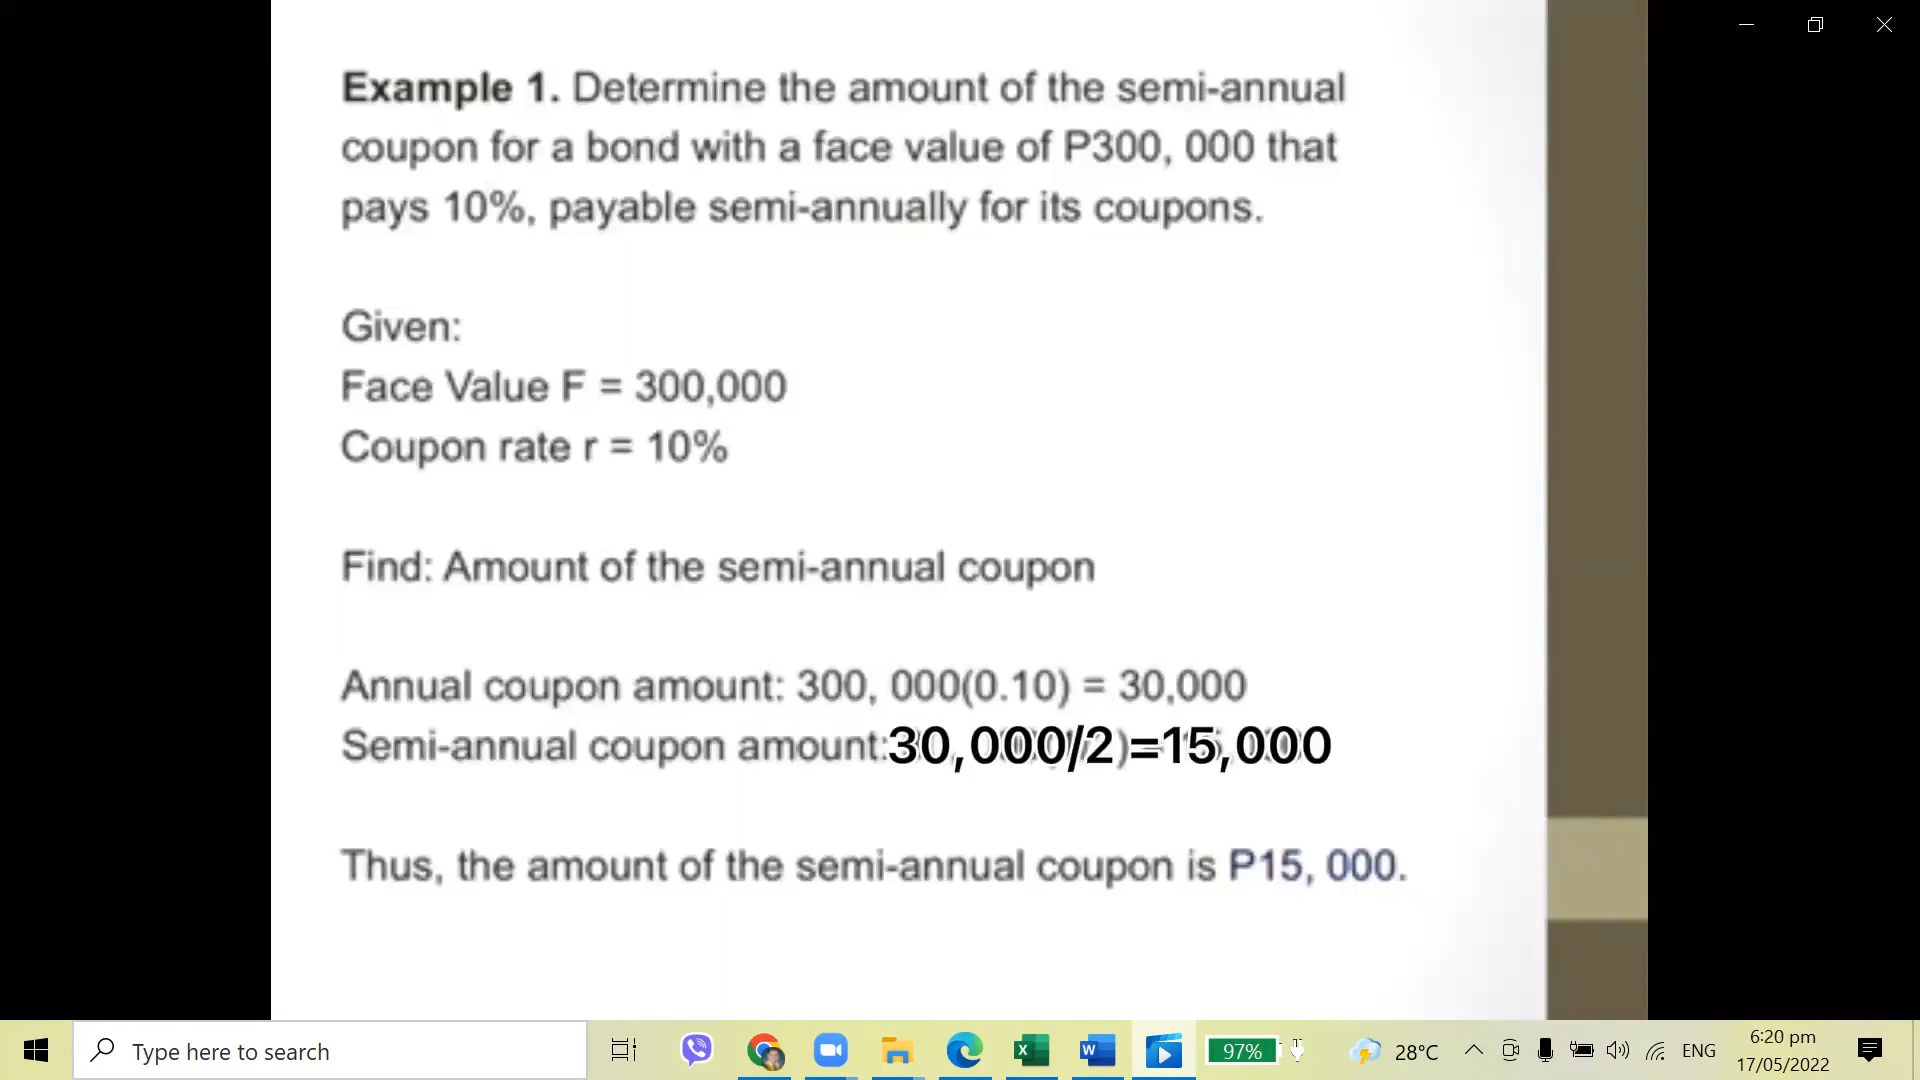 Example 1. Determine the amount of the semi-annual
coupon for a bond with a face value of P300, 000 that
pays 10%, payable semi-annually for its coupons.
Given:
Face Value F = 300,000
Coupon rate r = 10%
Find: Amount of the semi-annual coupon
Annual coupon amount: 300, 000(0.10) = 30,000
Semi-annual coupon amount:30,000/2 =15,000
Thus, the amount of the semi-annual coupon is P15, 000.
Type here to search
97%
28°C
ENG
6:20 pm
17/05/2022